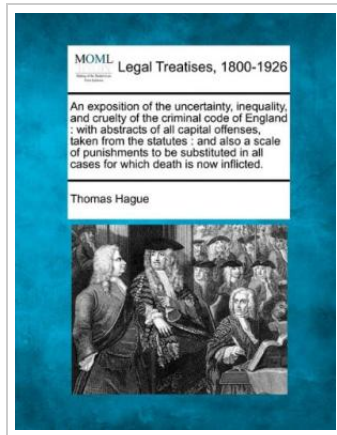 MOML
Legal Treatises, 1800-1926
An exposition of the uncertainty, inequality,
and cruelty of the criminal code of England
: with abstracts of all capital offenses,
taken from the statutes : and also a scale
of punishments to be substituted in all
cases for which death is now inflicted.
Thomas Hague